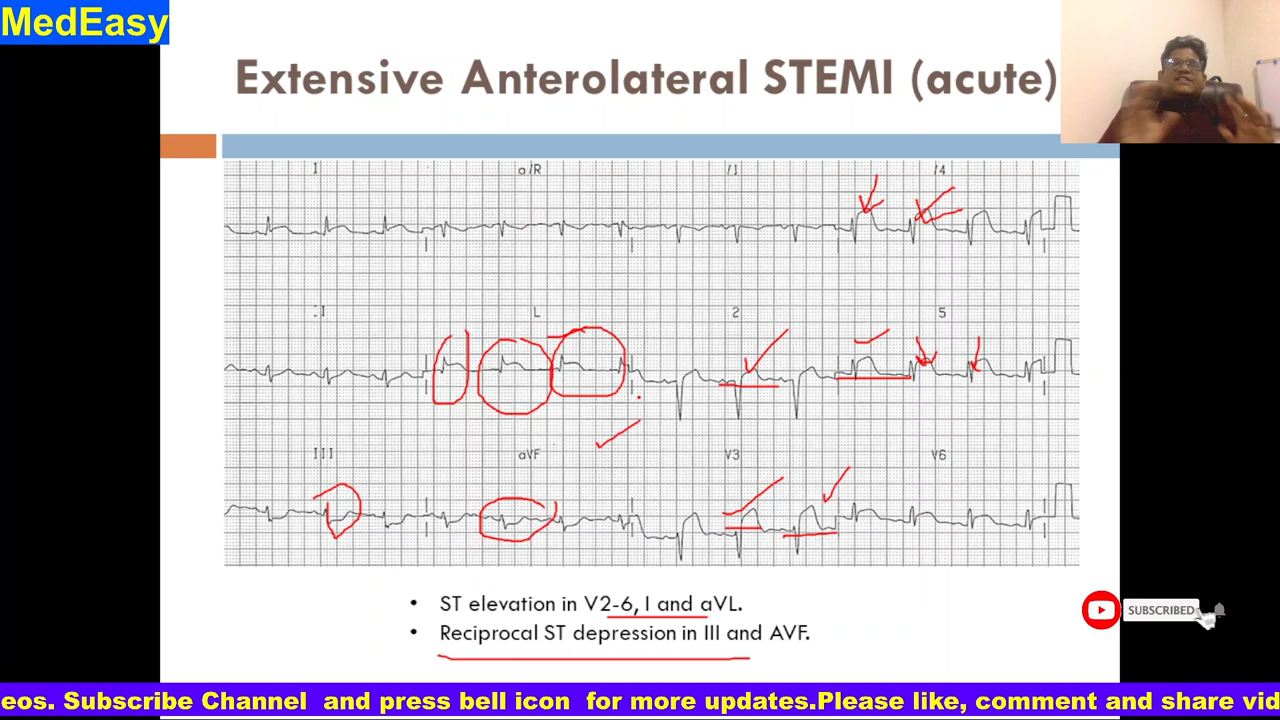 MedEasy
Extensive Anterolateral STEMI (acute)
I aVR V1 V4
II L 2 5
III aVF V3 V6
• ST elevation in V2-6, I and aVL.
• Reciprocal ST depression in III and AVF.
SUBSCRIBED
eos. Subscribe Channel and press bell icon for more updates.Please like, comment and share vid